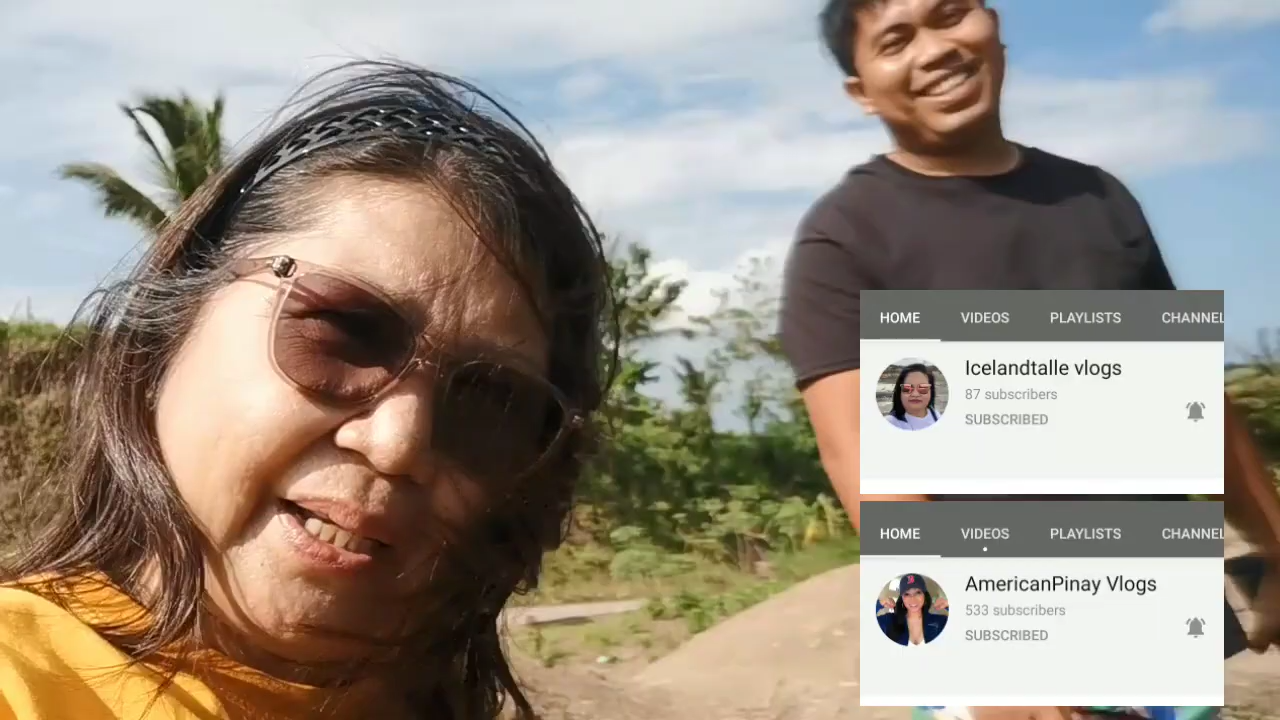 HOME VIDEOS PLAYLISTS CHANNEL
Icelandtalle vlogs
87 subscribers
SUBSCRIBED
HOME VIDEOS PLAYLISTS CHANNEL
AmericanPinay Vlogs
533 subscribers
SUBSCRIBED